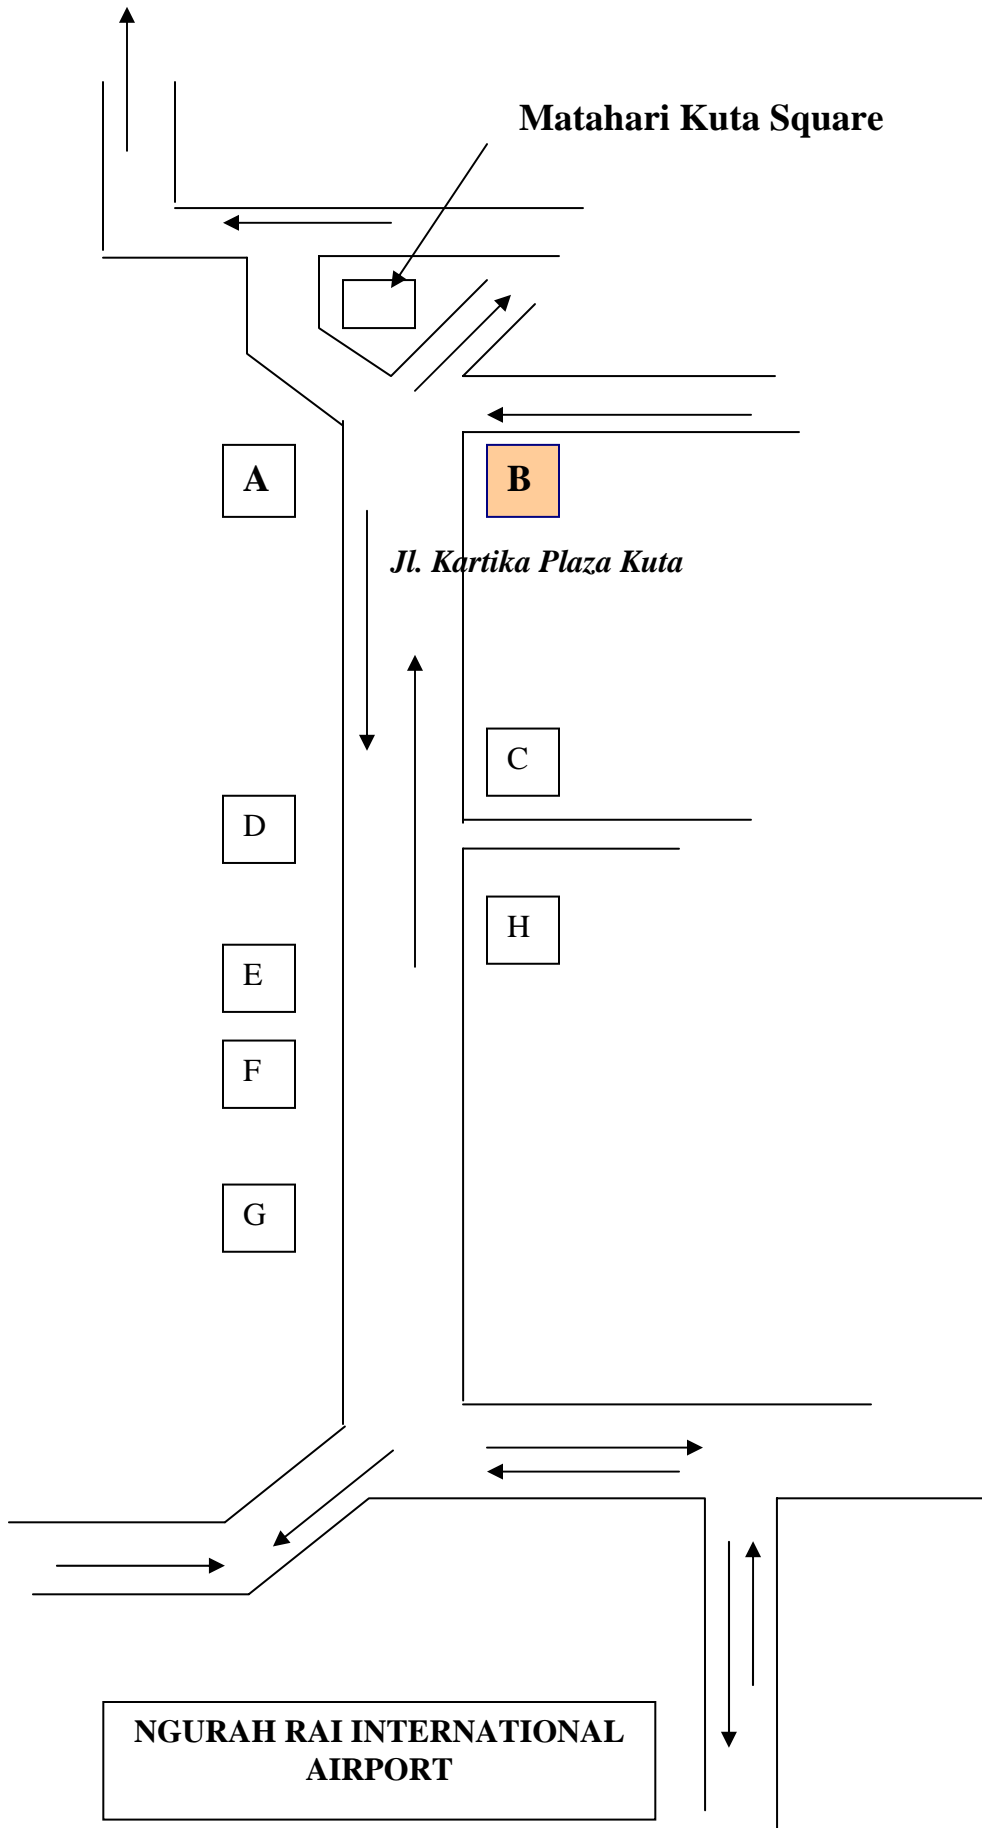 Matahari Kuta Square
A
B
Jl. Kartika Plaza Kuta
C
D
H
E
F
G
NGURAH RAI INTERNATIONAL
AIRPORT